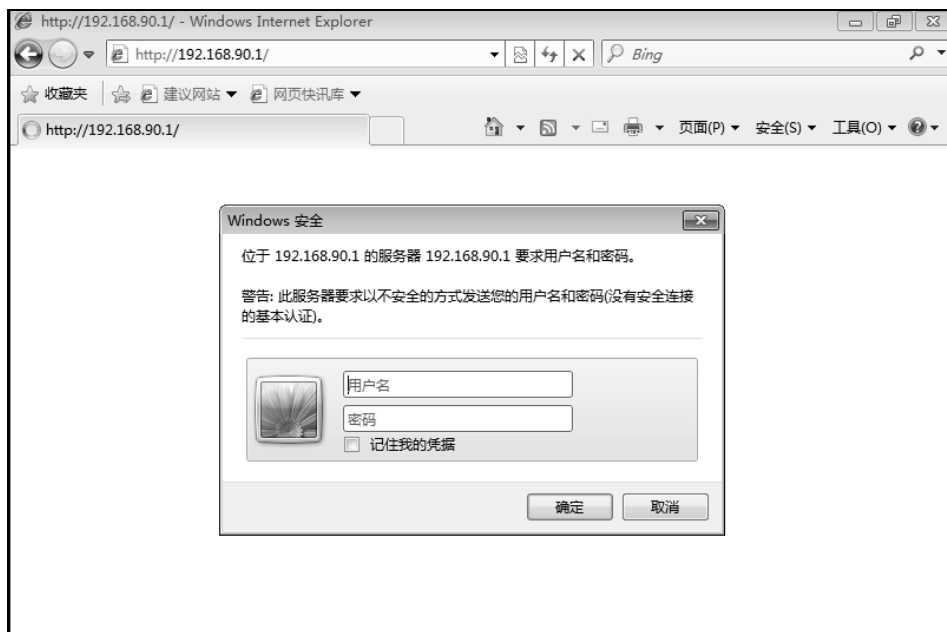 http://192.168.90.1/ - Windows Internet Explorer
http://192.168.90.1/
Bing
收藏夹
建议网站
网页快讯库
http://192.168.90.1/
页面(P)
安全(S)
工具(O)
Windows 安全
位于 192.168.90.1 的服务器 192.168.90.1 要求用户名和密码。
警告: 此服务器要求以不安全的方式发送您的用户名和密码(没有安全连接
的基本认证)。
用户名
密码
记住我的凭据
确定
取消